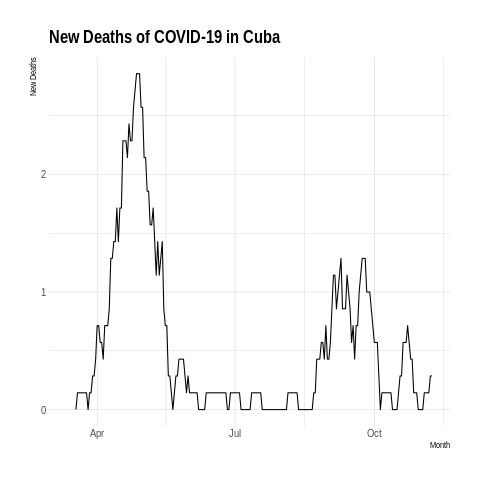 New Deaths of COVID-19 in Cuba
New Deaths
2
1
0
Apr
Jul
Oct
Month